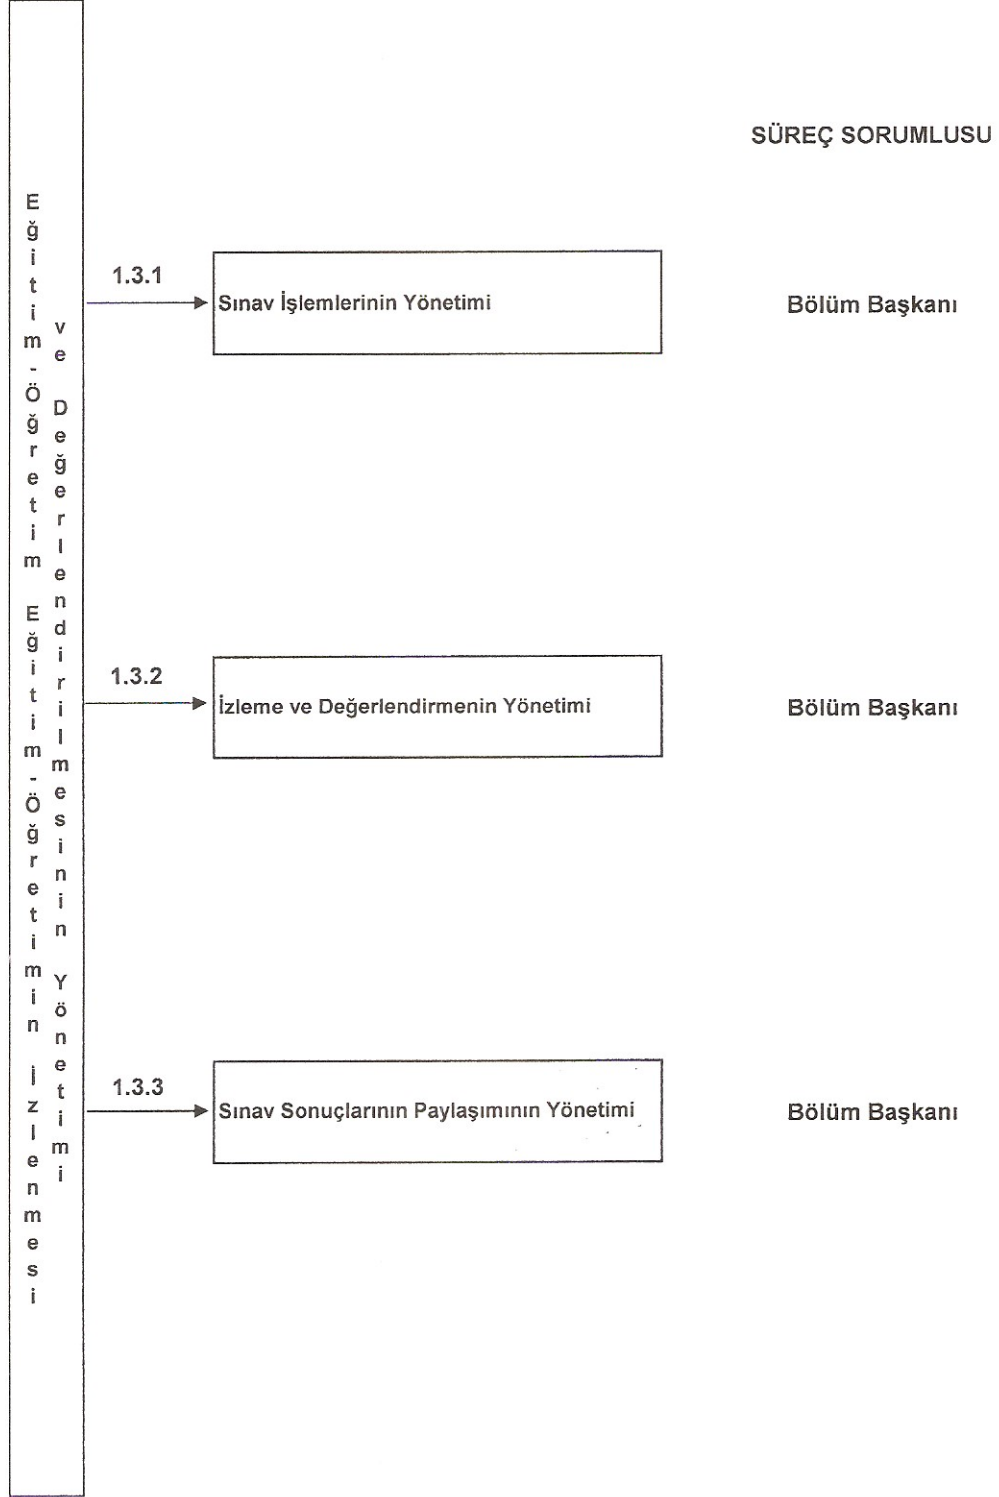 SÜREÇ SORUMLUSU
Eğitim-Öğretim Eğitim-Öğretimin İzlenmesi
ve Değerlendirilmesinin Yönetimi
1.3.1
Sınav İşlemlerinin Yönetimi
Bölüm Başkanı
1.3.2
İzleme ve Değerlendirmenin Yönetimi
Bölüm Başkanı
1.3.3
Sınav Sonuçlarının Paylaşımının Yönetimi
Bölüm Başkanı